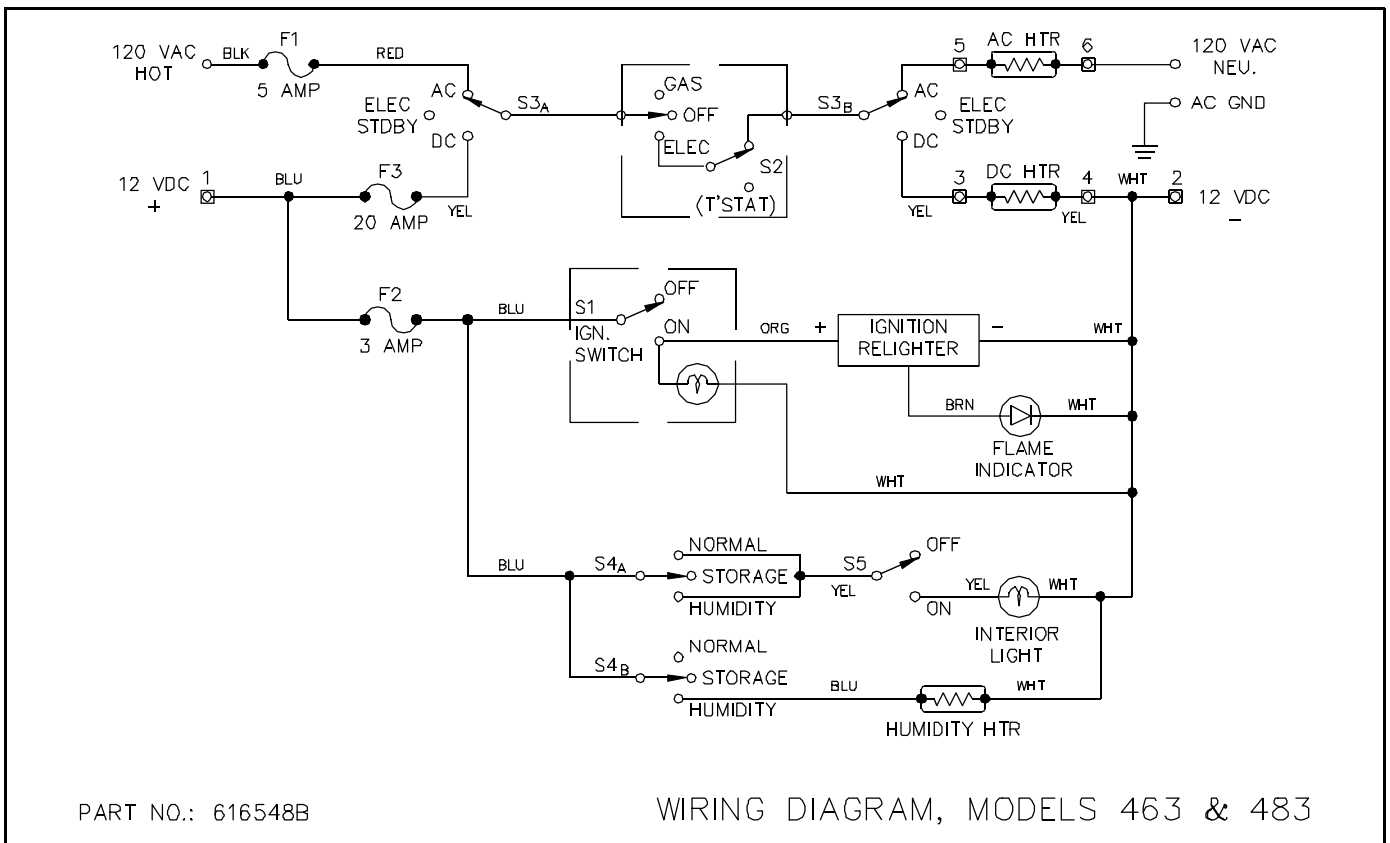 120 VAC
HOT
BLK
F1
5 AMP
RED
AC
ELEC
STDBY
DC
S3A
GAS
OFF
ELEC
S2
(T'STAT)
S3B
AC
ELEC
STDBY
DC
5
AC HTR
6
120 VAC
NEU.
AC GND
12 VDC
+
1
BLU
F3
20 AMP
YEL
3
YEL
DC HTR
4
YEL
WHT
2
12 VDC
–
F2
3 AMP
BLU
S1
IGN.
SWITCH
OFF
ON
ORG
+
IGNITION
RELIGHTER
–
WHT
BRN
WHT
FLAME
INDICATOR
WHT
BLU
S4A
NORMAL
STORAGE
HUMIDITY
S5
YEL
OFF
ON
YEL
WHT
INTERIOR
LIGHT
S4B
NORMAL
STORAGE
HUMIDITY
BLU
WHT
HUMIDITY HTR
PART NO.: 616548B
WIRING DIAGRAM, MODELS 463 & 483